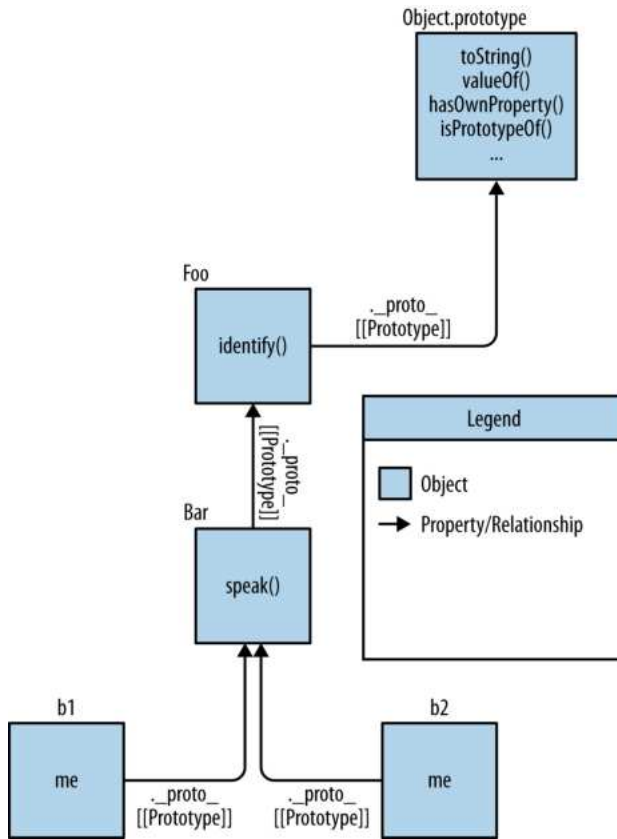 Object.prototype
toString()
valueOf()
hasOwnProperty()
isPrototypeOf()
...
Foo
identify()
._proto_
[[Prototype]]
Legend
Object
Property/Relationship
._proto_
[[Prototype]]
Bar
speak()
b1
me
b2
me
._proto_
[[Prototype]]
._proto_
[[Prototype]]